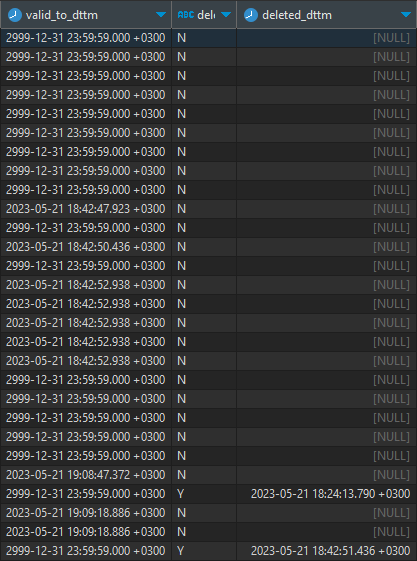 valid_to_dttm ABC del deleted_dttm
2999-12-31 23:59:59.000 +0300 N [NULL]
2999-12-31 23:59:59.000 +0300 N [NULL]
2999-12-31 23:59:59.000 +0300 N [NULL]
2999-12-31 23:59:59.000 +0300 N [NULL]
2999-12-31 23:59:59.000 +0300 N [NULL]
2999-12-31 23:59:59.000 +0300 N [NULL]
2999-12-31 23:59:59.000 +0300 N [NULL]
2999-12-31 23:59:59.000 +0300 N [NULL]
2999-12-31 23:59:59.000 +0300 N [NULL]
2023-05-21 18:42:47.923 +0300 N [NULL]
2999-12-31 23:59:59.000 +0300 N [NULL]
2023-05-21 18:42:50.436 +0300 N [NULL]
2999-12-31 23:59:59.000 +0300 N [NULL]
2023-05-21 18:42:52.938 +0300 N [NULL]
2023-05-21 18:42:52.938 +0300 N [NULL]
2023-05-21 18:42:52.938 +0300 N [NULL]
2023-05-21 18:42:52.938 +0300 N [NULL]
2023-05-21 18:42:52.938 +0300 N [NULL]
2999-12-31 23:59:59.000 +0300 N [NULL]
2999-12-31 23:59:59.000 +0300 N [NULL]
2999-12-31 23:59:59.000 +0300 N [NULL]
2999-12-31 23:59:59.000 +0300 N [NULL]
2999-12-31 23:59:59.000 +0300 N [NULL]
2023-05-21 19:08:47.372 +0300 N [NULL]
2999-12-31 23:59:59.000 +0300 Y 2023-05-21 18:24:13.790 +0300
2023-05-21 19:09:18.886 +0300 N [NULL]
2023-05-21 19:09:18.886 +0300 N [NULL]
2999-12-31 23:59:59.000 +0300 Y 2023-05-21 18:42:51.436 +0300